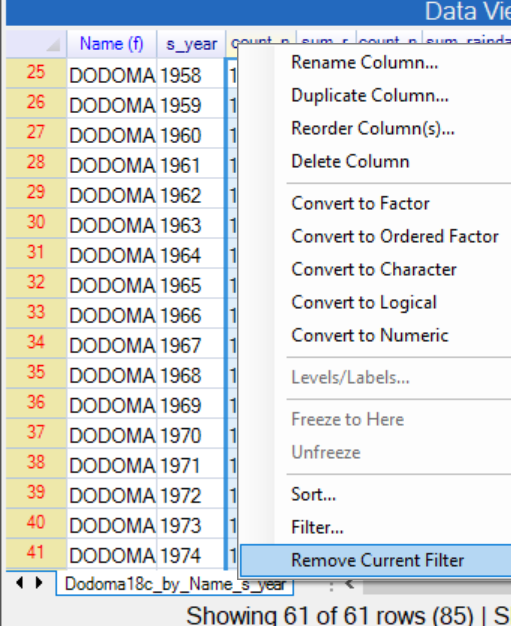 Data Vie
Name (f) s_year count_n sum_r count_n sum_rainda
25 DODOMA 1958 1
26 DODOMA 1959 1
27 DODOMA 1960 1
28 DODOMA 1961 1
29 DODOMA 1962 1
30 DODOMA 1963 1
31 DODOMA 1964 1
32 DODOMA 1965 1
33 DODOMA 1966 1
34 DODOMA 1967 1
35 DODOMA 1968 1
36 DODOMA 1969 1
37 DODOMA 1970 1
38 DODOMA 1971 1
39 DODOMA 1972 1
40 DODOMA 1973 1
41 DODOMA 1974 1
Rename Column...
Duplicate Column...
Reorder Column(s)...
Delete Column
Convert to Factor
Convert to Ordered Factor
Convert to Character
Convert to Logical
Convert to Numeric
Levels/Labels...
Freeze to Here
Unfreeze
Sort...
Filter...
Remove Current Filter
Dodoma18c_by_Name_s_year
Showing 61 of 61 rows (85) | S